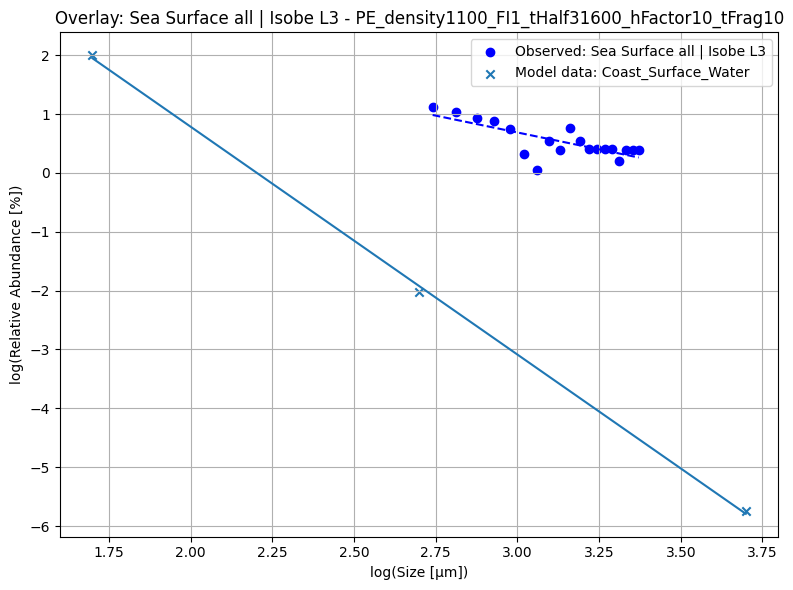 Overlay: Sea Surface all | Isobe L3 - PE_density1100_FI1_tHalf31600_hFactor10_tFrag10
Observed: Sea Surface all | Isobe L3
Model data: Coast_Surface_Water
log(Relative Abundance [%])
2
1
0
−1
−2
−3
−4
−5
−6
1.75 2.00 2.25 2.50 2.75 3.00 3.25 3.50 3.75
log(Size [μm])